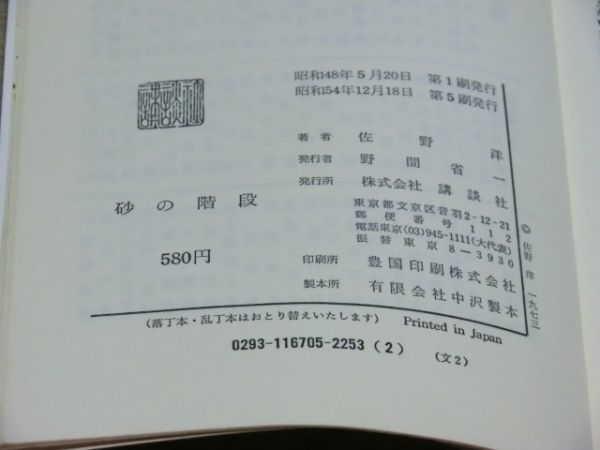 昭和48年5月20日 第1刷発行
昭和54年12月18日 第5刷発行
著者 佐野洋
発行者 野間省一
発行所 株式会社 講談社
東京都文京区音羽2-12-21
郵便番号 112
電話東京(03)945-1111(大代表)
振替東京8-3930
印刷所 豊国印刷株式会社
製本所 有限会社中沢製本
砂の階段
580円
© 佐野洋 一九七三
(落丁本・乱丁本はおとり替えいたします) Printed in Japan
0293-116705-2253(2)
(文2)